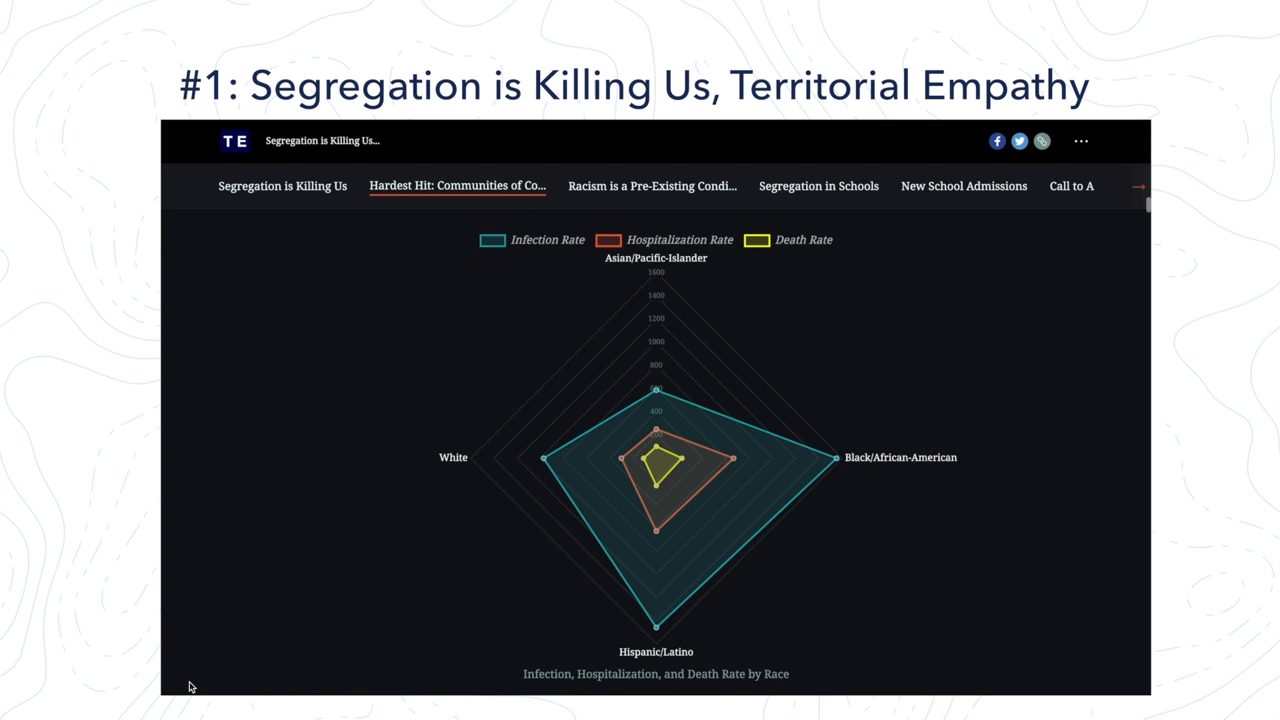 #1: Segregation is Killing Us, Territorial Empathy
TE Segregation is Killing Us...
Segregation is Killing Us Hardest Hit: Communities of Co... Racism is a Pre-Existing Condi... Segregation in Schools New School Admissions Call to A
Infection Rate Hospitalization Rate Death Rate
Asian/Pacific-Islander
1600
1400
1200
1000
800
600
400
200
White
Black/African-American
Hispanic/Latino
Infection, Hospitalization, and Death Rate by Race